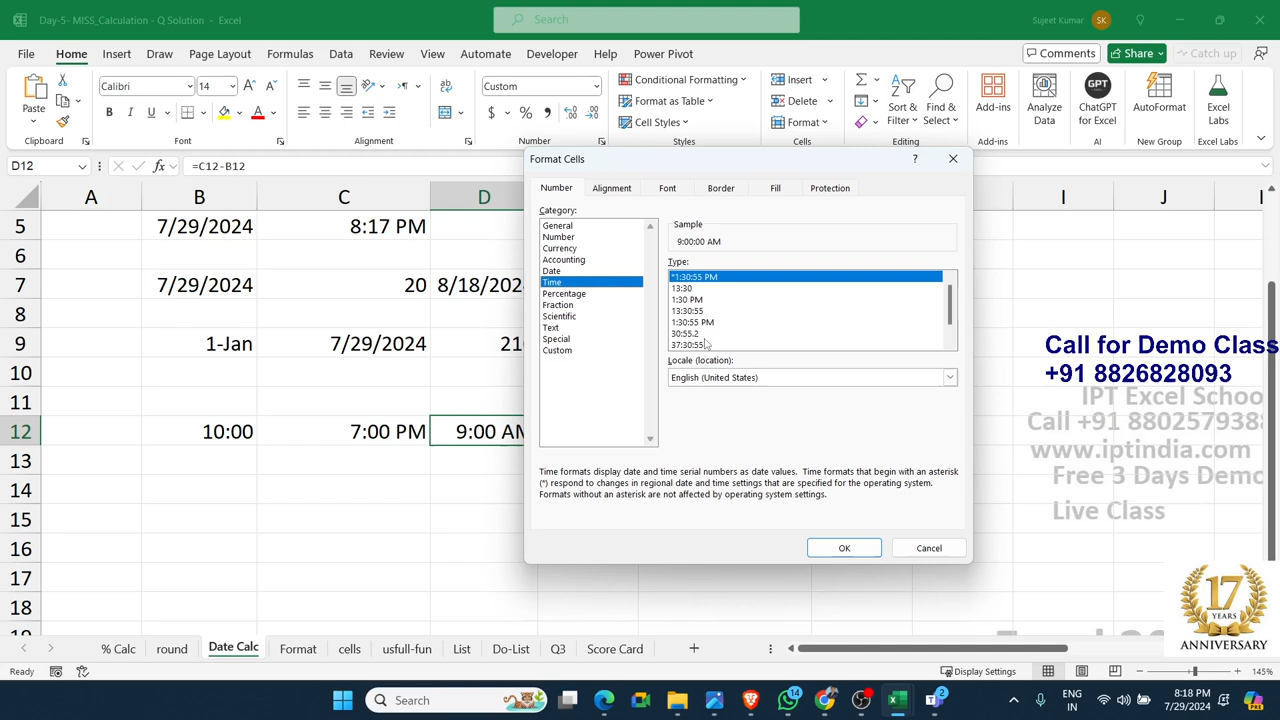 Day-5- MISS_Calculation - Q Solution - Excel
Search
Sujeet Kumar
SK
File Home Insert Draw Page Layout Formulas Data Review View Automate Developer Help Power Pivot
Comments Share Catch up
Paste
Calibri 14
B I U
Custom
$ % ,
Conditional Formatting
Format as Table
Cell Styles
Insert
Delete
Format
Sort & Filter
Find & Select
Add-ins
Analyze Data
ChatGPT for Excel
AutoFormat
Excel Labs
Clipboard Font Alignment Number Styles Cells Editing Add-ins AI New Group Excel Labs
D12 fx =C12-B12
A B C D I J
5 7/29/2024 8:17 PM
6
7 7/29/2024 20 8/18/202
8
9 1-Jan 7/29/2024 210
10
11
12 10:00 7:00 PM 9:00 AM
13
14
15
16
17
18
Format Cells
?
Number Alignment Font Border Fill Protection
Category:
General
Number
Currency
Accounting
Date
Time
Percentage
Fraction
Scientific
Text
Special
Custom
Sample
9:00:00 AM
Type:
*1:30:55 PM
13:30
1:30 PM
13:30:55
1:30:55 PM
30:55.2
37:30:55
Locale (location):
English (United States)
Time formats display date and time serial numbers as date values. Time formats that begin with an asterisk
(*) respond to changes in regional date and time settings that are specified for the operating system.
Formats without an asterisk are not affected by operating system settings.
OK Cancel
Call for Demo Class
+91 8826828093
IPT Excel Schoo
Call +91 880257938
www.iptindia.com
Free 3 Days Demo
Live Class
17
YEARS
ANNIVERSARY
% Calc round Date Calc Format cells usfull-fun List Do-List Q3 Score Card
Ready
Display Settings
145%
Search
14
2
ENG
IN
8:18 PM
7/29/2024